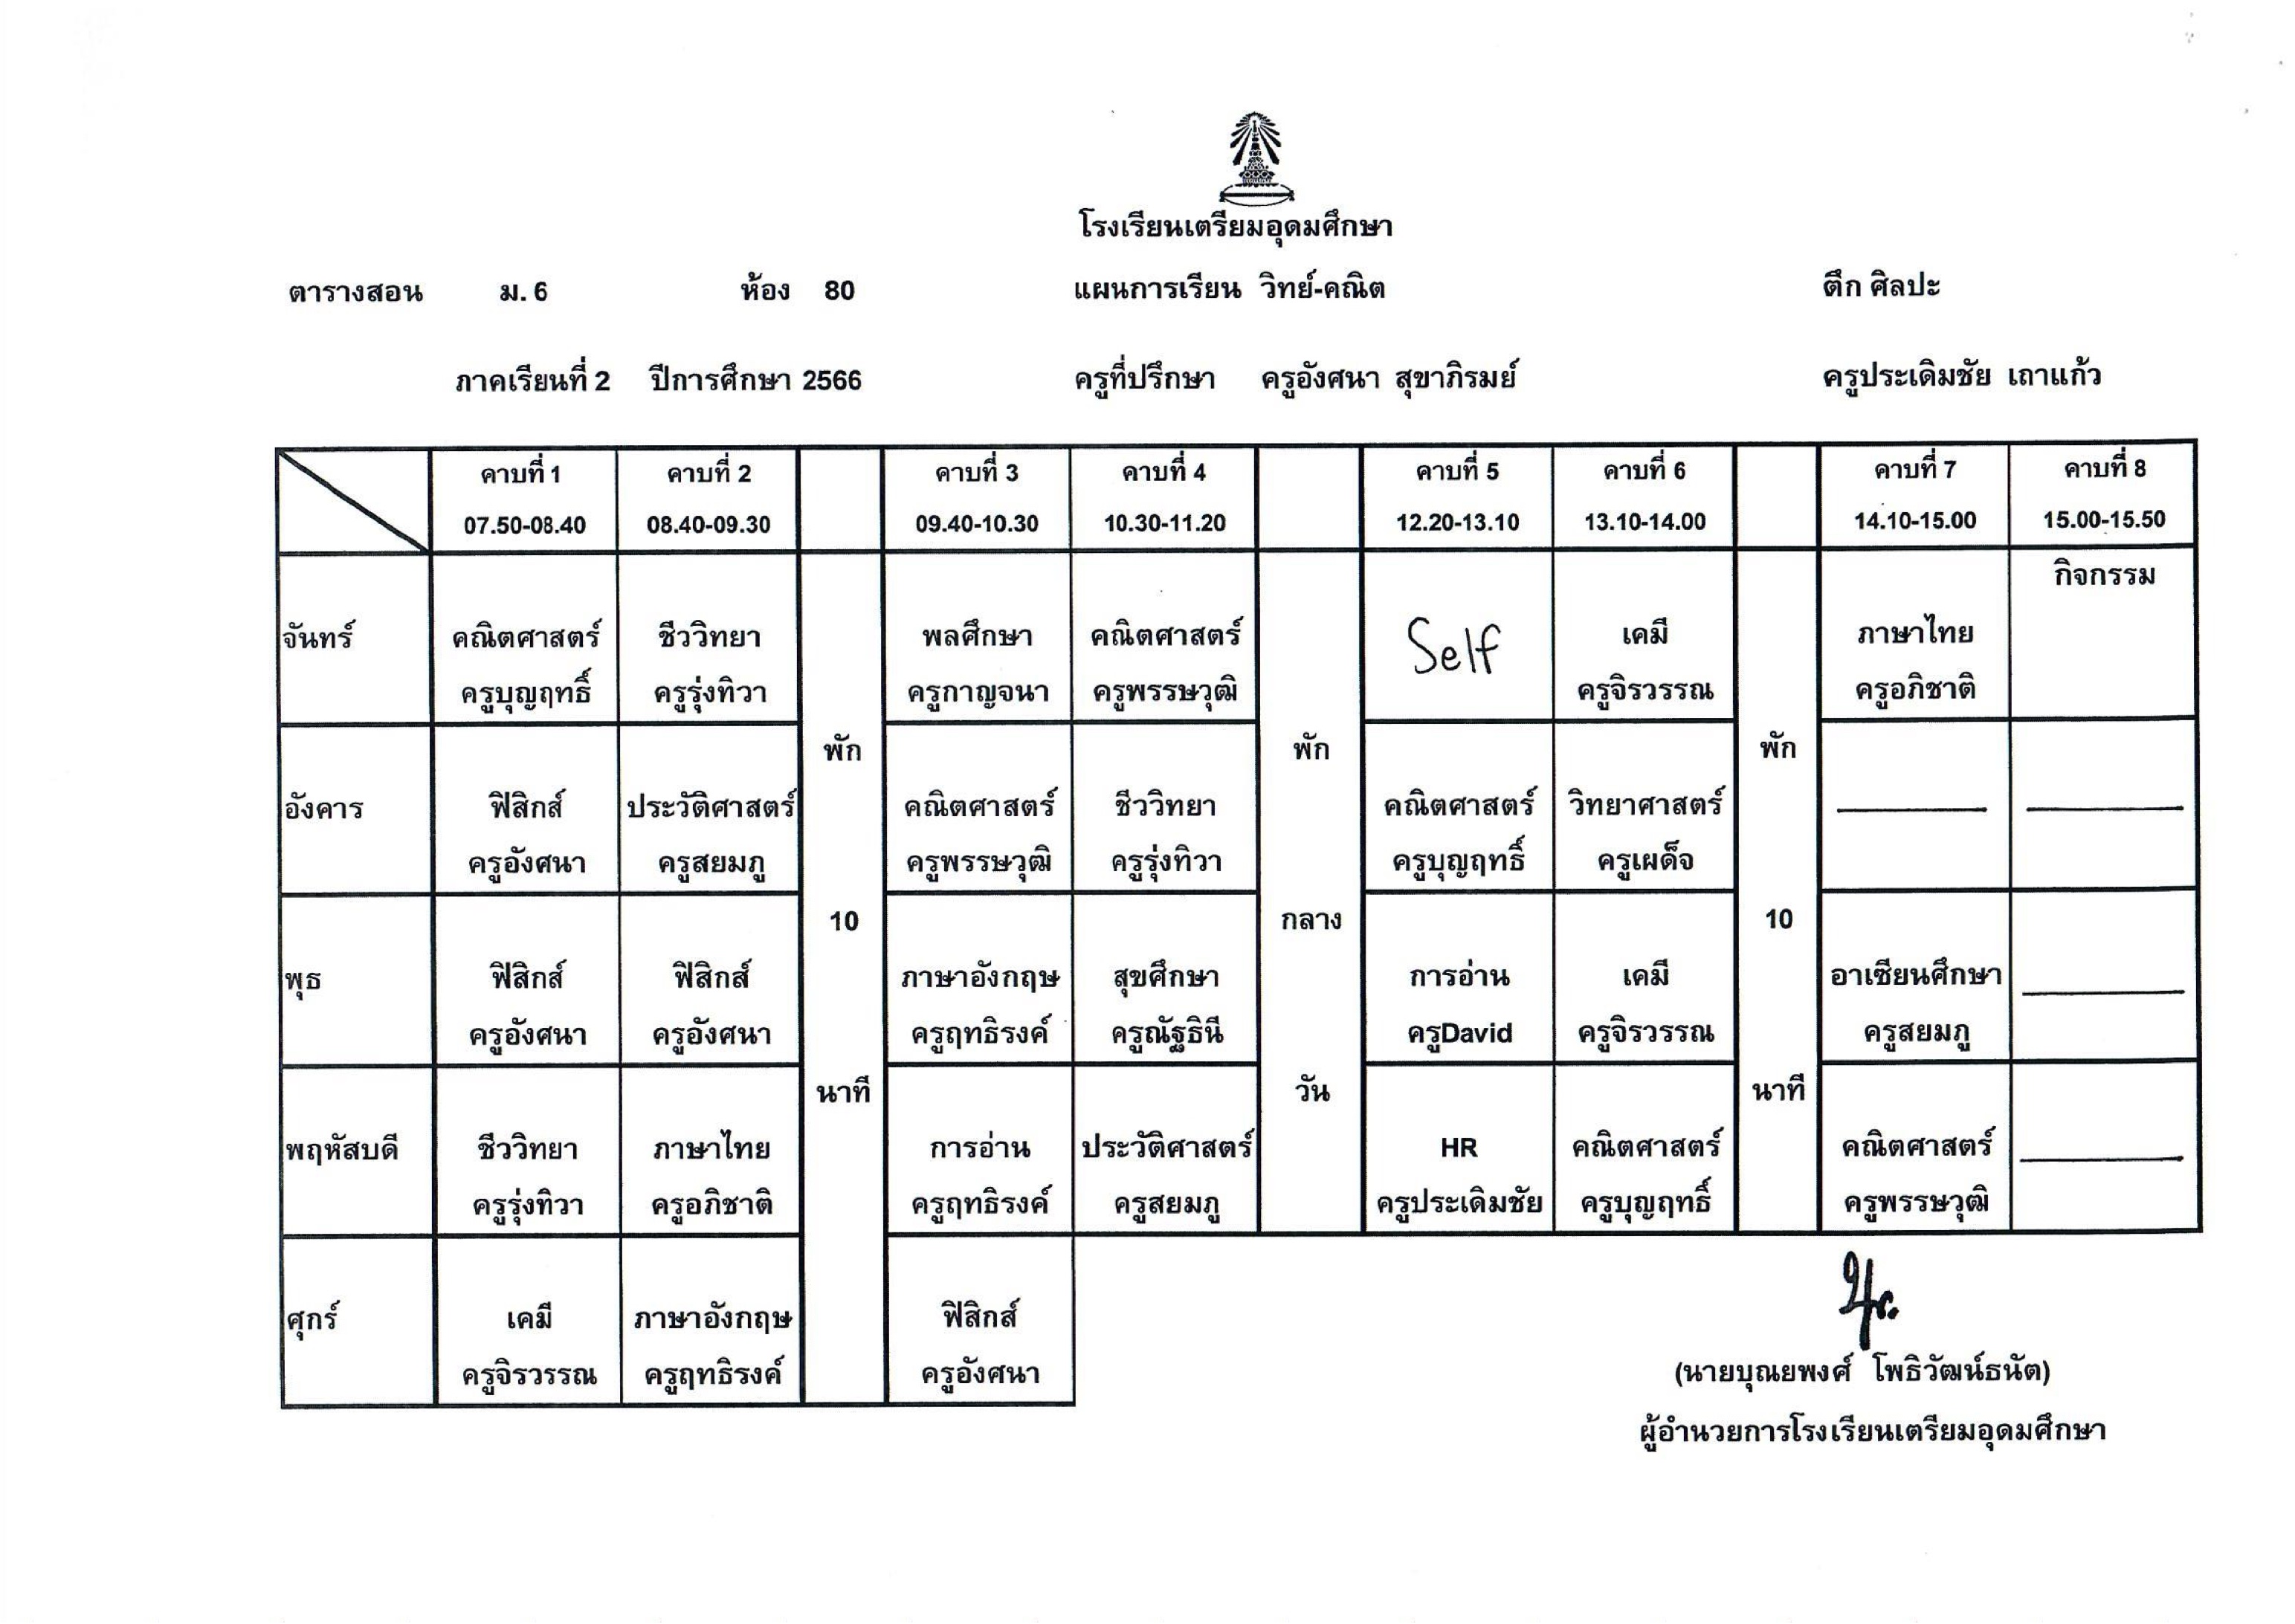 โรงเรียนเตรียมอุดมศึกษา
ตารางสอน ม. 6 ห้อง 80 แผนการเรียน วิทย์-คณิต ตึก ศิลปะ
ภาคเรียนที่ 2 ปีการศึกษา 2566 ครูที่ปรึกษา ครูอังศนา สุขาภิรมย์ ครูประเดิมชัย เถาแก้ว
คาบที่ 1 คาบที่ 2 คาบที่ 3 คาบที่ 4 คาบที่ 5 คาบที่ 6 คาบที่ 7 คาบที่ 8
07.50-08.40 08.40-09.30 09.40-10.30 10.30-11.20 12.20-13.10 13.10-14.00 14.10-15.00 15.00-15.50
กิจกรรม
จันทร์ คณิตศาสตร์ ชีววิทยา พลศึกษา คณิตศาสตร์ Self เคมี ภาษาไทย
ครูบุญฤทธิ์ ครูรุ่งทิวา ครูกาญจนา ครูพรรษวุฒิ ครูจิรวรรณ ครูอภิชาติ
พัก พัก พัก
อังคาร ฟิสิกส์ ประวัติศาสตร์ คณิตศาสตร์ ชีววิทยา คณิตศาสตร์ วิทยาศาสตร์
ครูอังศนา ครูสยมภู ครูพรรษวุฒิ ครูรุ่งทิวา ครูบุญฤทธิ์ ครูเผด็จ
10 กลาง 10
พุธ ฟิสิกส์ ฟิสิกส์ ภาษาอังกฤษ สุขศึกษา การอ่าน เคมี อาเซียนศึกษา
ครูอังศนา ครูอังศนา ครูฤทธิรงค์ ครูณัฐธินี ครูDavid ครูจิรวรรณ ครูสยมภู
นาที วัน นาที
พฤหัสบดี ชีววิทยา ภาษาไทย การอ่าน ประวัติศาสตร์ HR คณิตศาสตร์ คณิตศาสตร์
ครูรุ่งทิวา ครูอภิชาติ ครูฤทธิรงค์ ครูสยมภู ครูประเดิมชัย ครูบุญฤทธิ์ ครูพรรษวุฒิ
ศุกร์ เคมี ภาษาอังกฤษ ฟิสิกส์
ครูจิรวรรณ ครูฤทธิรงค์ ครูอังศนา
(นายบุณยพงศ์ โพธิวัฒน์ธนัต)
ผู้อำนวยการโรงเรียนเตรียมอุดมศึกษา